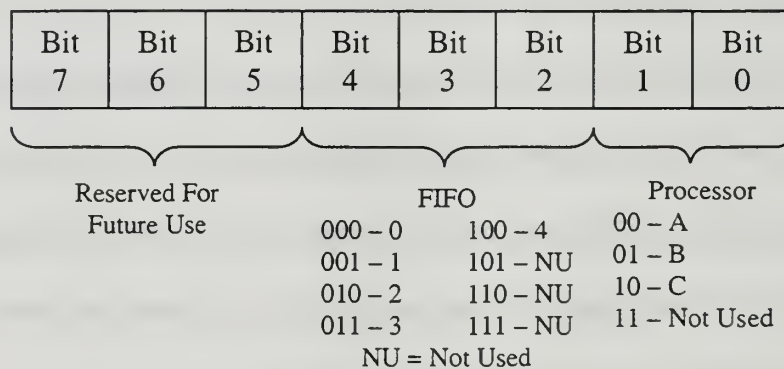 Bit Bit Bit Bit Bit Bit Bit Bit
7 6 5 4 3 2 1 0
Reserved For
Future Use
FIFO
000 – 0 100 – 4
001 – 1 101 – NU
010 – 2 110 – NU
011 – 3 111 – NU
NU = Not Used
Processor
00 – A
01 – B
10 – C
11 – Not Used